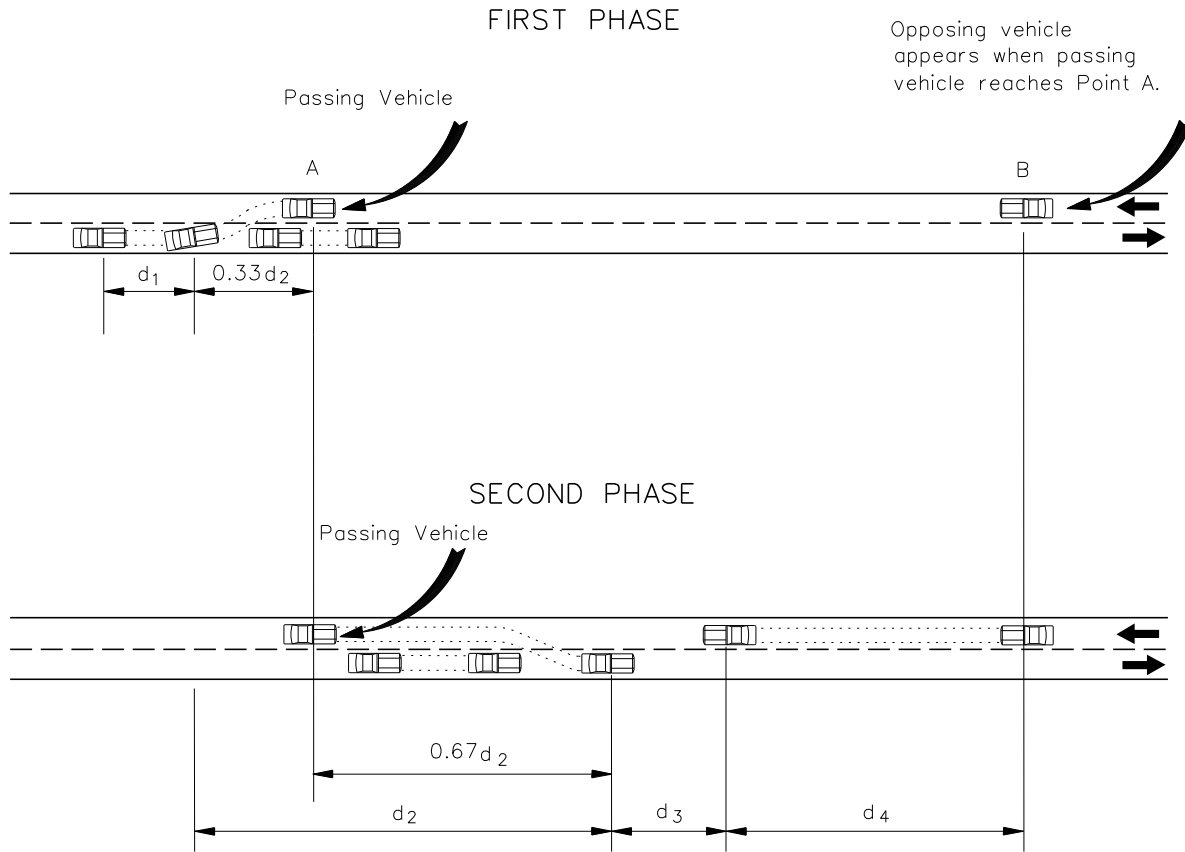 FIRST PHASE
Opposing vehicle
appears when passing
vehicle reaches Point A.
Passing Vehicle
A
B
d1
0.33d2
SECOND PHASE
Passing Vehicle
0.67d2
d2
d3
d4